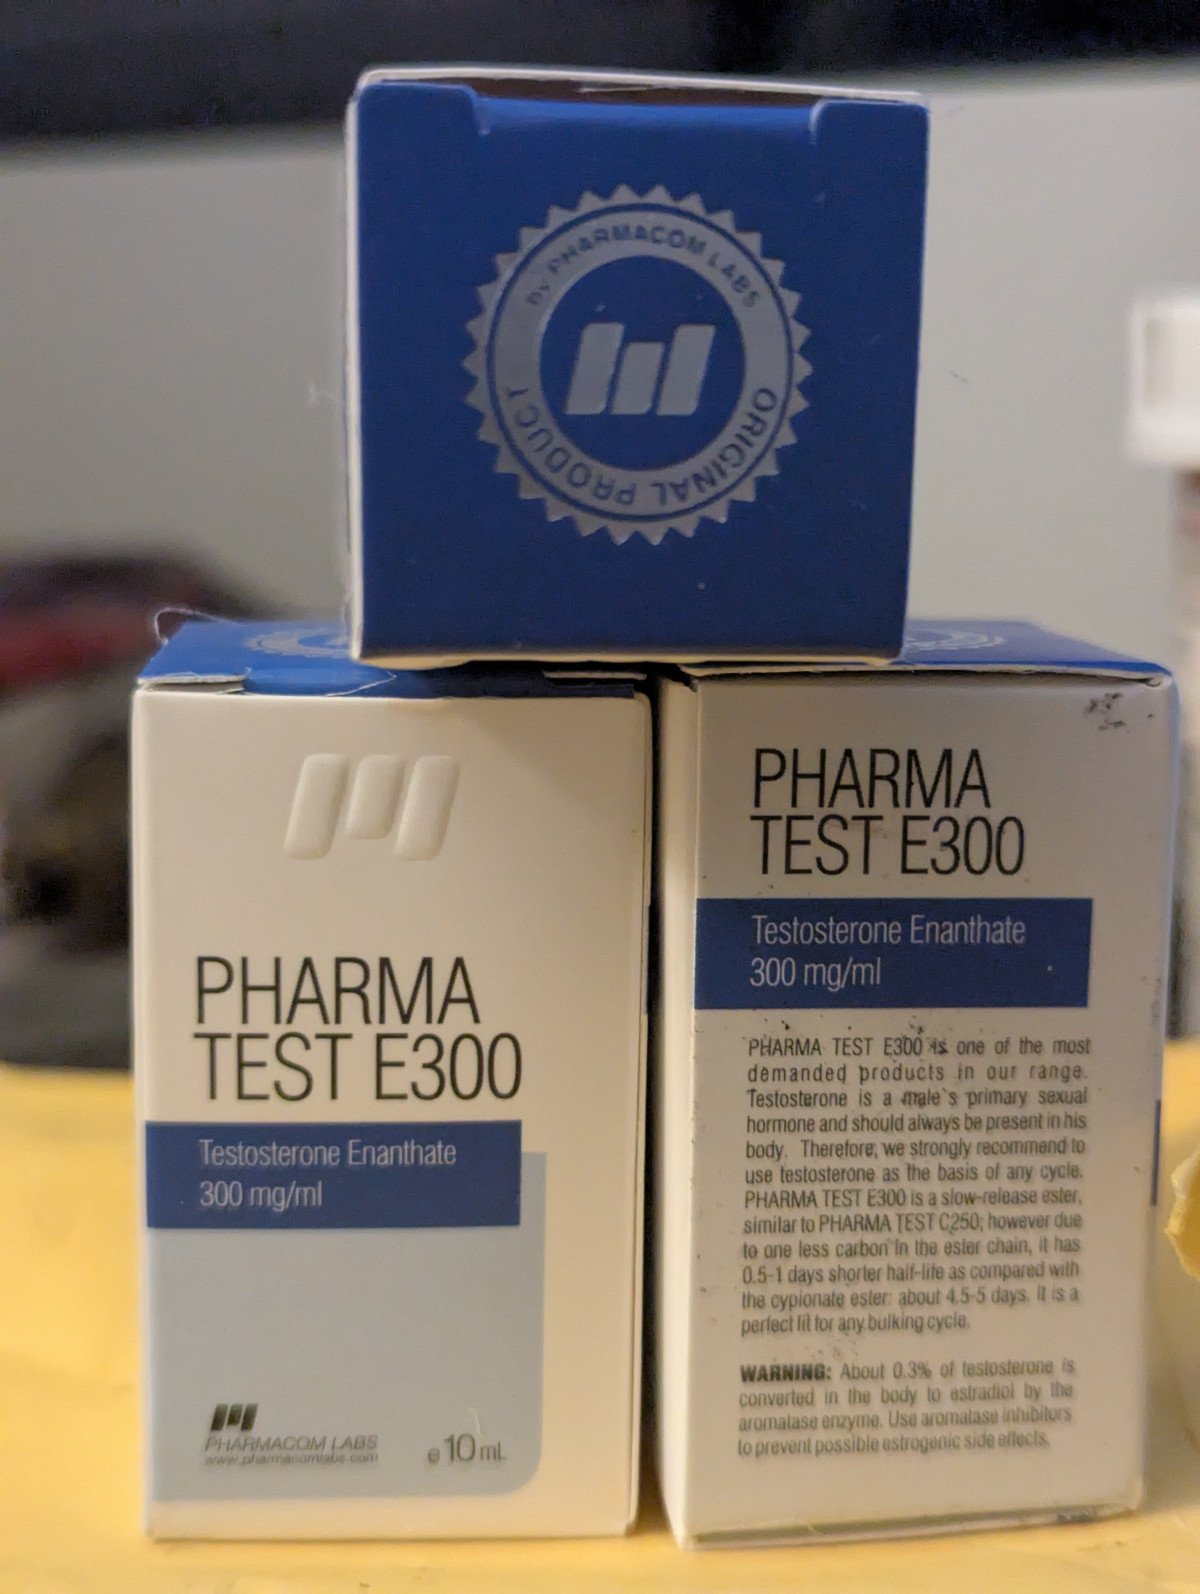 by PHARMACOM LABS
ORIGINAL PRODUCT
PHARMA
TEST E300
Testosterone Enanthate
300 mg/ml
PHARMACOM LABS
www.pharmacomlabs.com
e 10 mL
PHARMA
TEST E300
Testosterone Enanthate
300 mg/ml
PHARMA TEST E300 is one of the most
demanded products in our range.
Testosterone is a male`s primary sexual
hormone and should always be present in his
body. Therefore, we strongly recommend to
use testosterone as the basis of any cycle.
PHARMA TEST E300 is a slow-release ester,
similar to PHARMA TEST C250; however due
to one less carbon in the ester chain, it has
0.5-1 days shorter half-life as compared with
the cypionate ester: about 4.5-5 days. It is a
perfect fit for any bulking cycle.
WARNING: About 0.3% of testosterone is
converted in the body to estradiol by the
aromatase enzyme. Use aromatase inhibitors
to prevent possible estrogenic side effects.